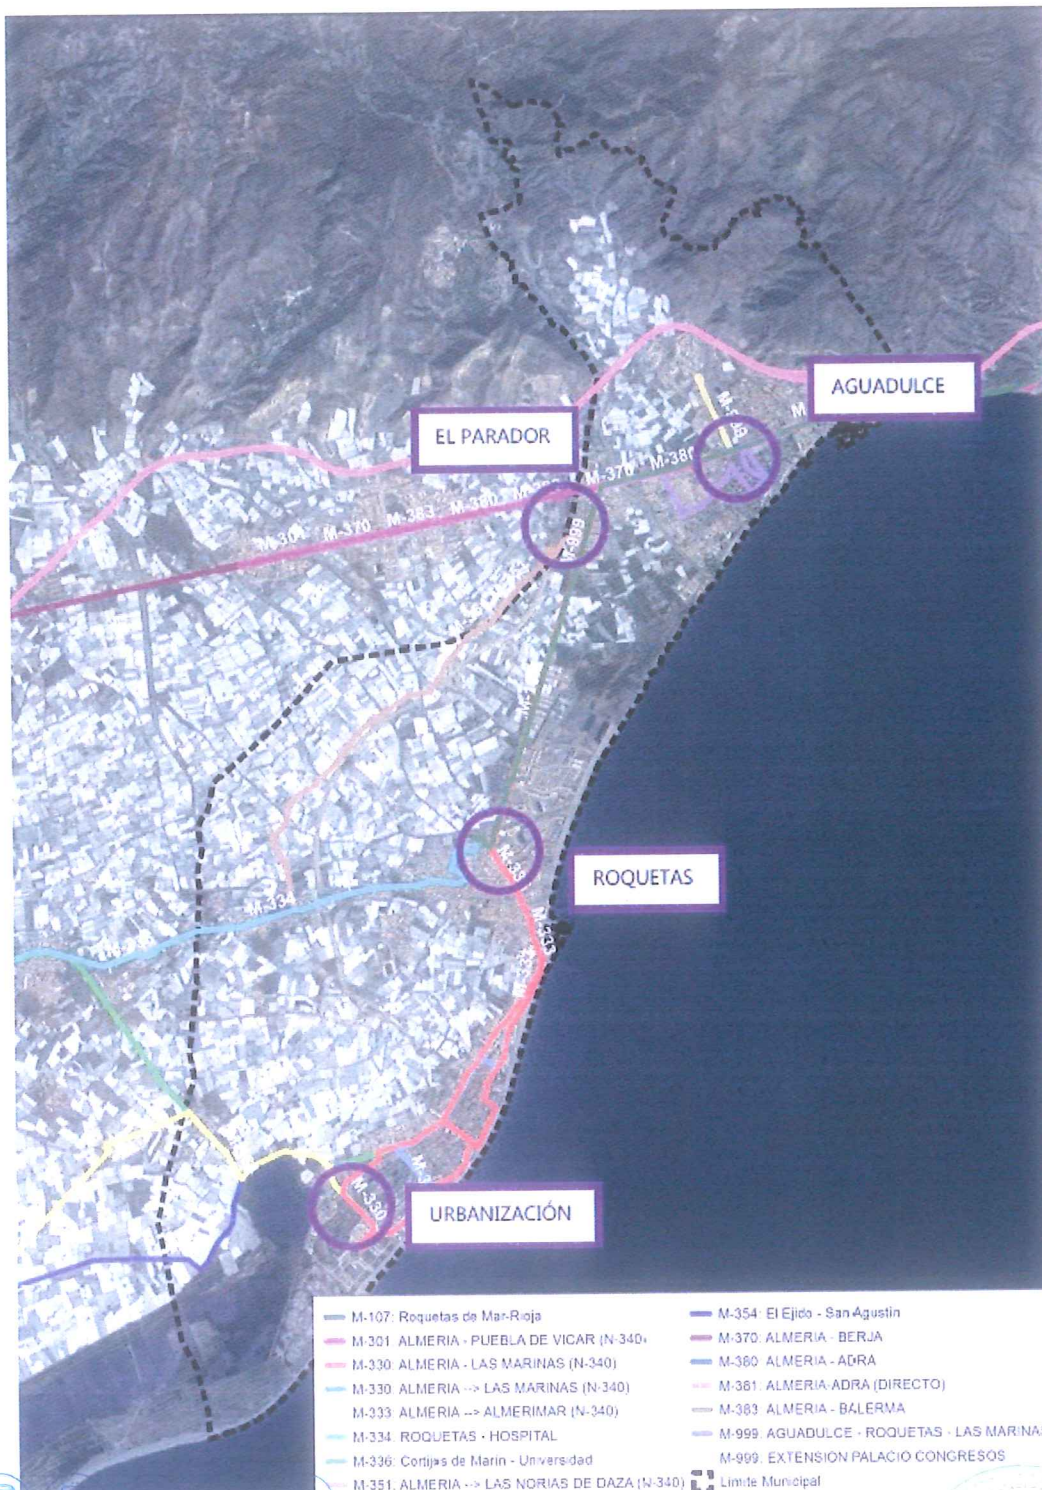 AGUADULCE
EL PARADOR
M-370 M-380
M-301 M-370 M-383 M-380
M-999
ROQUETAS
M-334
M-333
M-330
URBANIZACIÓN
M-107: Roquetas de Mar-Rioja
M-301 ALMERIA - PUEBLA DE VICAR (N-340)
M-330: ALMERIA - LAS MARINAS (N-340)
M-330: ALMERIA --> LAS MARINAS (N-340)
M-333: ALMERIA --> ALMERIMAR (N-340)
M-334: ROQUETAS - HOSPITAL
M-336: Cortijos de Marin - Universidad
M-351: ALMERIA --> LAS NORIAS DE DAZA (N-340)
M-354: El Ejido - San Agustin
M-370: ALMERIA - BERJA
M-380: ALMERIA - ADRA
M-381: ALMERIA-ADRA (DIRECTO)
M-383: ALMERIA - BALERMA
M-999: AGUADULCE - ROQUETAS - LAS MARINAS
M-999: EXTENSION PALACIO CONGRESOS
Limite Municipal